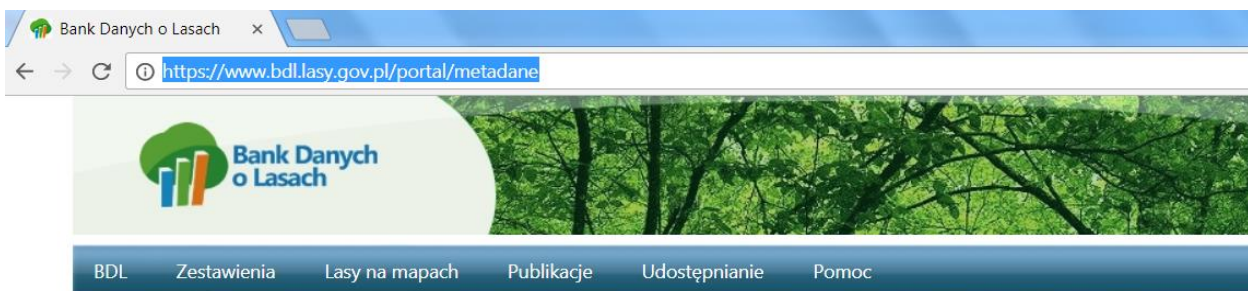 Bank Danych o Lasach
https://www.bdl.lasy.gov.pl/portal/metadane
Bank Danych
o Lasach
BDL Zestawienia Lasy na mapach Publikacje Udostępnianie Pomoc